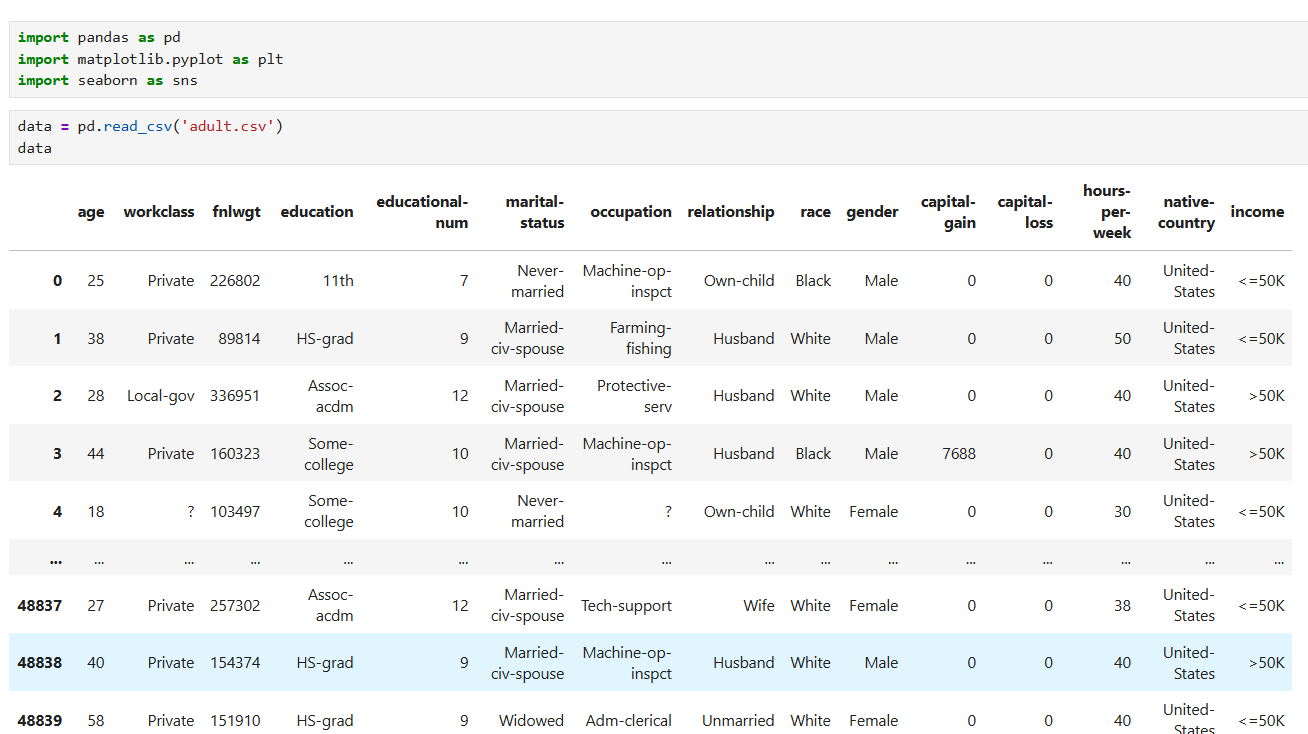 import pandas as pd
import matplotlib.pyplot as plt
import seaborn as sns
data = pd.read_csv('adult.csv')
data
age workclass fnlwgt education educational-num marital-status occupation relationship race gender capital-gain capital-loss hours-per-week native-country income
0 25 Private 226802 11th 7 Never-married Machine-op-inspct Own-child Black Male 0 0 40 United-States <=50K
1 38 Private 89814 HS-grad 9 Married-civ-spouse Farming-fishing Husband White Male 0 0 50 United-States <=50K
2 28 Local-gov 336951 Assoc-acdm 12 Married-civ-spouse Protective-serv Husband White Male 0 0 40 United-States >50K
3 44 Private 160323 Some-college 10 Married-civ-spouse Machine-op-inspct Husband Black Male 7688 0 40 United-States >50K
4 18 ? 103497 Some-college 10 Never-married ? Own-child White Female 0 0 30 United-States <=50K
... ... ... ... ... ... ... ... ... ... ... ... ... ... ... ...
48837 27 Private 257302 Assoc-acdm 12 Married-civ-spouse Tech-support Wife White Female 0 0 38 United-States <=50K
48838 40 Private 154374 HS-grad 9 Married-civ-spouse Machine-op-inspct Husband White Male 0 0 40 United-States >50K
48839 58 Private 151910 HS-grad 9 Widowed Adm-clerical Unmarried White Female 0 0 40 United-States <=50K